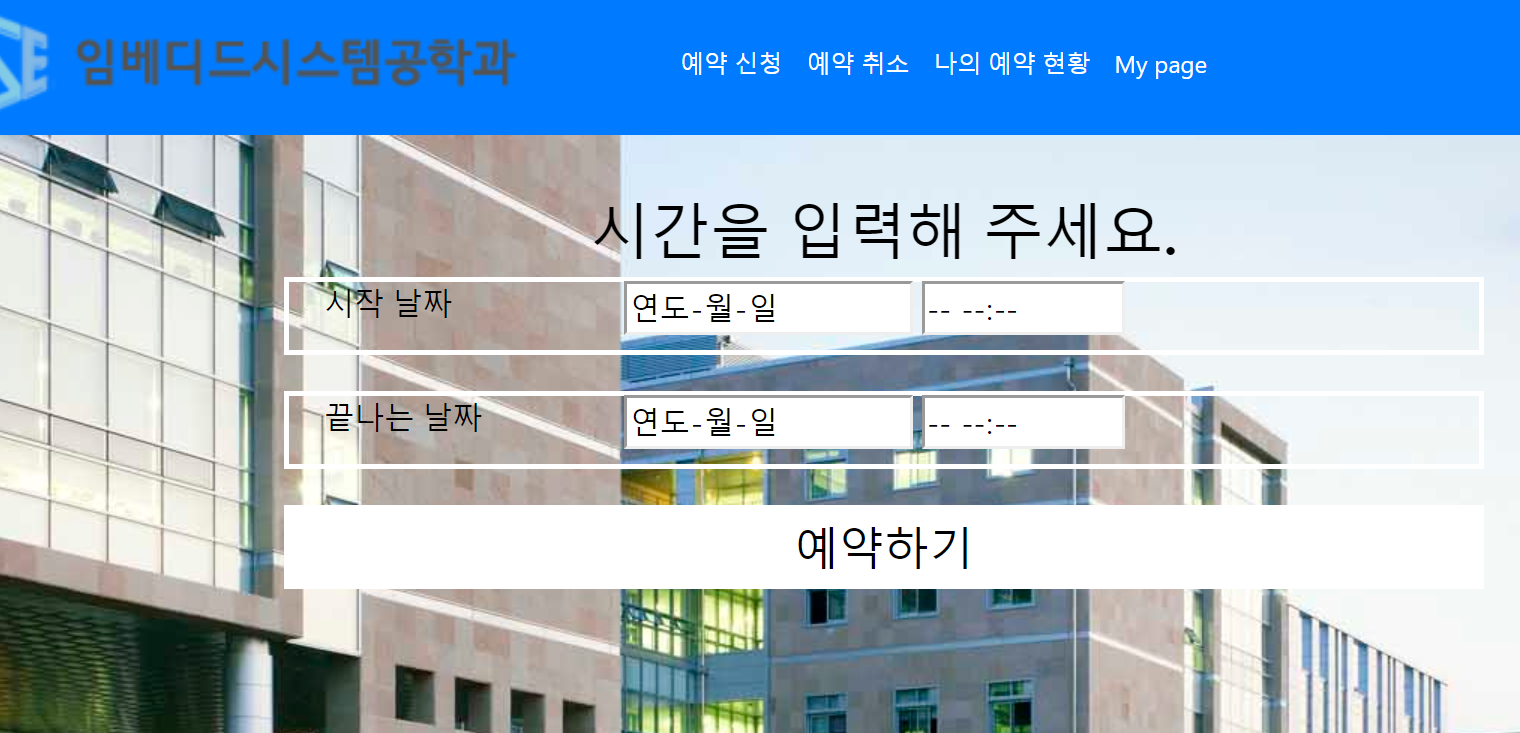 SE 임베디드시스템공학과
예약 신청 예약 취소 나의 예약 현황 My page
시간을 입력해 주세요.
시작 날짜 연도-월-일 -- --:--
끝나는 날짜 연도-월-일 -- --:--
예약하기